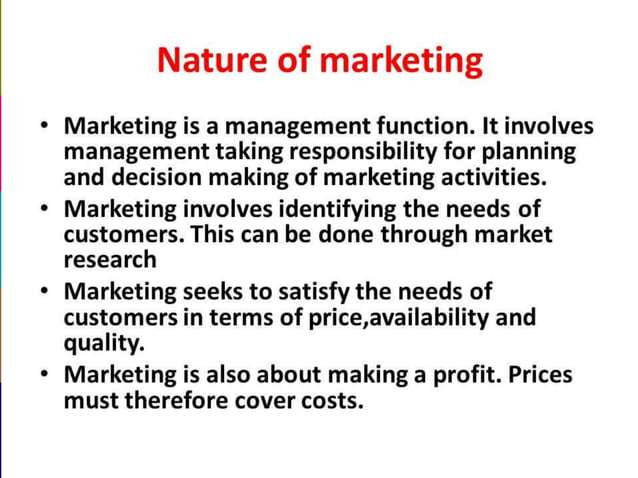 Nature of marketing
• Marketing is a management function. It involves
management taking responsibility for planning
and decision making of marketing activities.
• Marketing involves identifying the needs of
customers. This can be done through market
research
• Marketing seeks to satisfy the needs of
customers in terms of price,availability and
quality.
• Marketing is also about making a profit. Prices
must therefore cover costs.